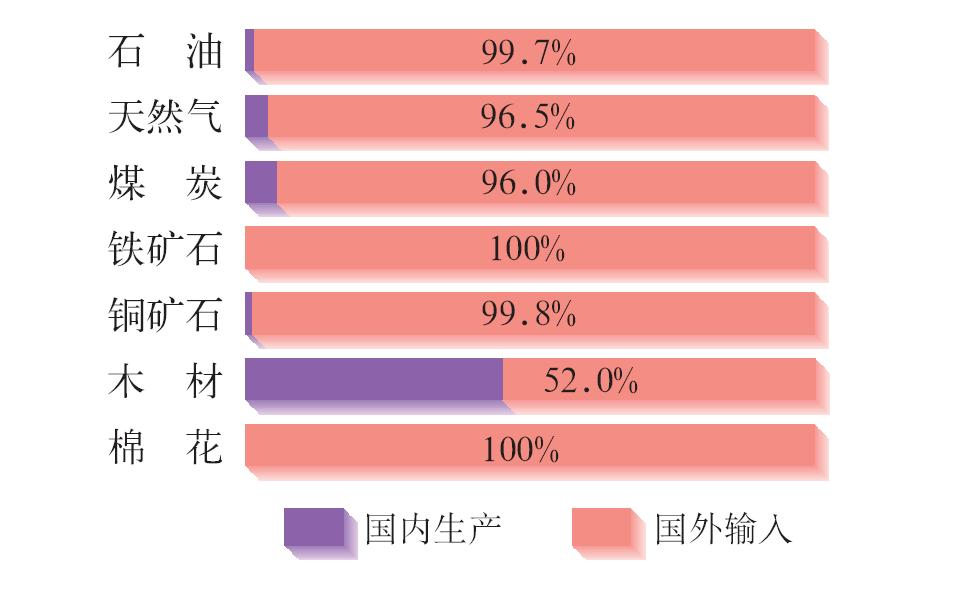 石 油 99.7%
天然气 96.5%
煤 炭 96.0%
铁矿石 100%
铜矿石 99.8%
木 材 52.0%
棉 花 100%
国内生产 国外输入